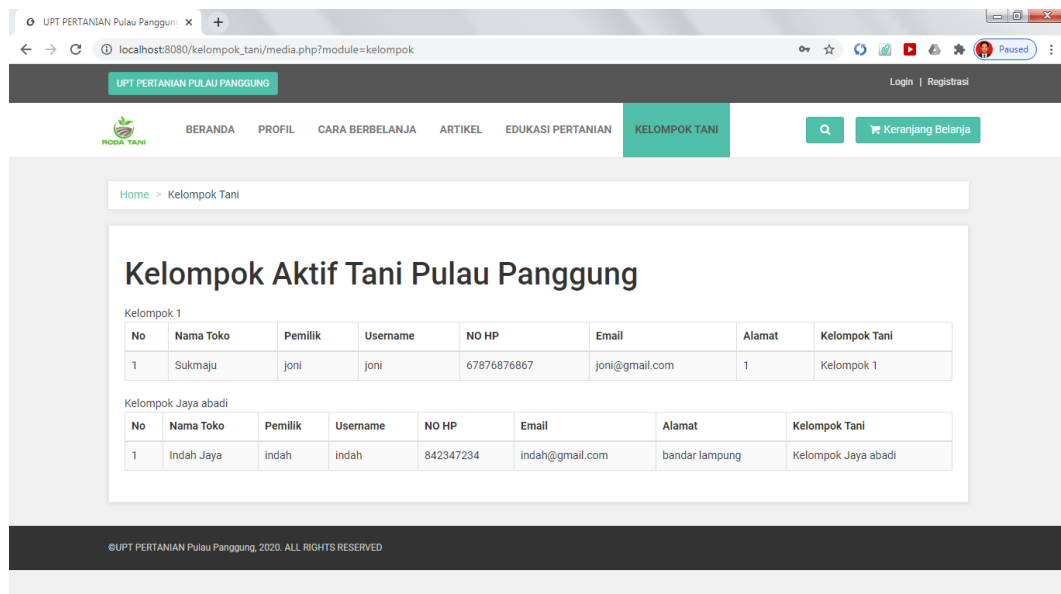 UPT PERTANIAN Pulau Panggung
localhost:8080/kelompok_tani/media.php?module=kelompok
Paused
UPT PERTANIAN PULAU PANGGUNG
Login | Registrasi
RODA TANI
BERANDA PROFIL CARA BERBELANJA ARTIKEL EDUKASI PERTANIAN KELOMPOK TANI Keranjang Belanja
Home > Kelompok Tani
Kelompok Aktif Tani Pulau Panggung
Kelompok 1
No Nama Toko Pemilik Username NO HP Email Alamat Kelompok Tani
1 Sukmaju joni joni 67876876867 joni@gmail.com 1 Kelompok 1
Kelompok Jaya abadi
No Nama Toko Pemilik Username NO HP Email Alamat Kelompok Tani
1 Indah Jaya indah indah 842347234 indah@gmail.com bandar lampung Kelompok Jaya abadi
©UPT PERTANIAN Pulau Panggung, 2020. ALL RIGHTS RESERVED